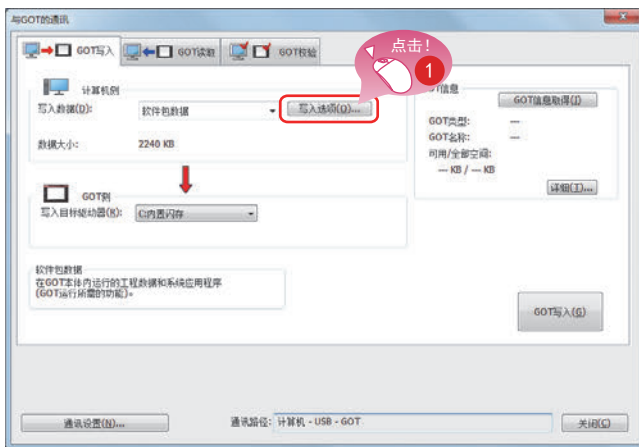 与GOT的通讯
GOT写入 GOT读取 GOT校验
点击!
1
计算机侧
写入数据(D): 软件包数据 写入选项(O)...
数据大小: 2240 KB
GOT侧
写入目标驱动器(R): C:内置闪存
GOT信息
GOT信息取得(I)
GOT类型: ---
GOT名称: ---
可用/全部空间:
--- KB / --- KB
详细(T)...
软件包数据
在GOT本体内运行的工程数据和系统应用程序
(GOT运行所需的功能)。
GOT写入(G)
通讯设置(N)... 通讯路径: 计算机 - USB - GOT 关闭(C)